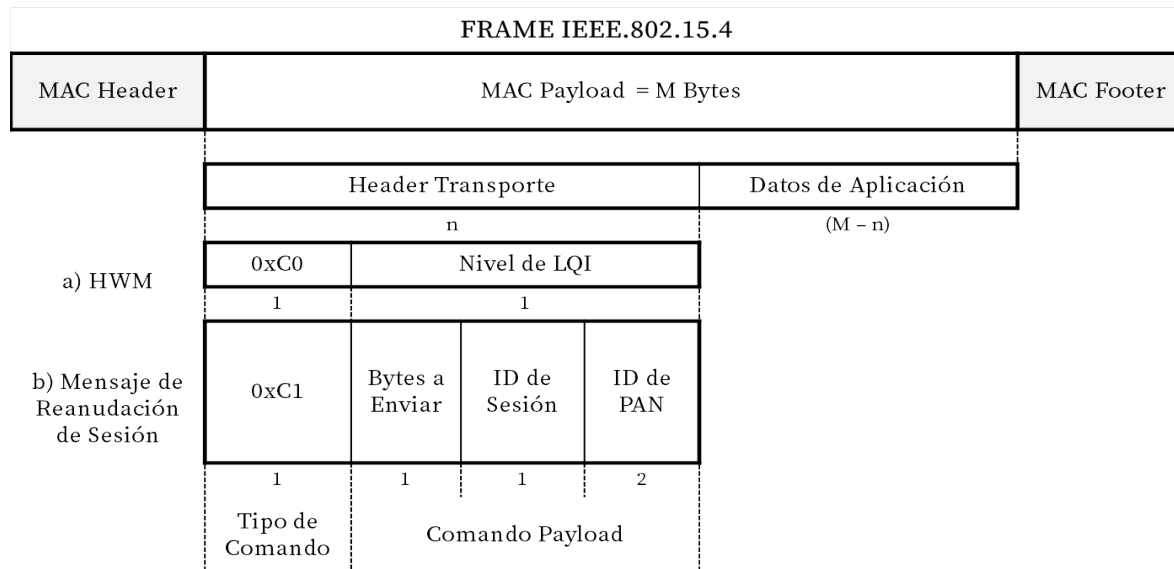 FRAME IEEE.802.15.4
MAC Header
MAC Payload = M Bytes
MAC Footer
Header Transporte
Datos de Aplicación
n
(M – n)
a) HWM
0xC0
Nivel de LQI
1
1
b) Mensaje de
Reanudación
de Sesión
0xC1
Bytes a
Enviar
ID de
Sesión
ID de
PAN
1
1
1
2
Tipo de
Comando
Comando Payload